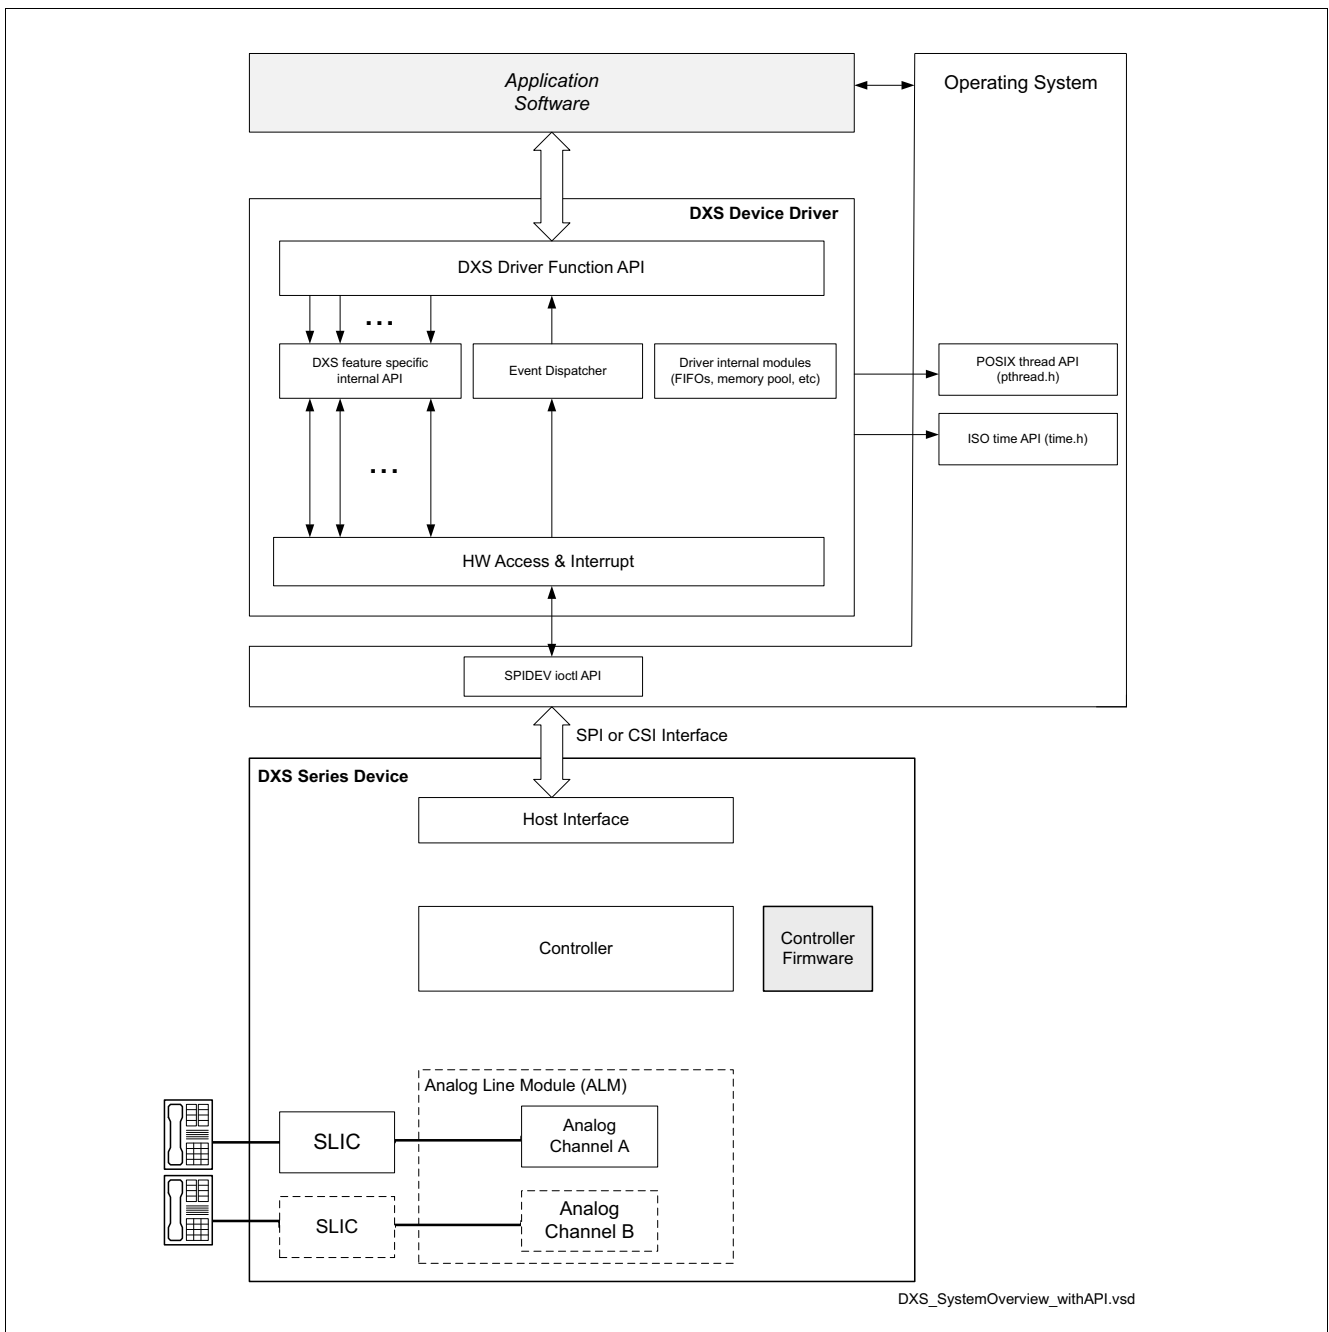 Application
Software
Operating System
DXS Device Driver
DXS Driver Function API
...
DXS feature specific
internal API
Event Dispatcher
Driver internal modules
(FIFOs, memory pool, etc)
POSIX thread API
(pthread.h)
ISO time API (time.h)
...
HW Access & Interrupt
SPIDEV ioctl API
SPI or CSI Interface
DXS Series Device
Host Interface
Controller
Controller
Firmware
Analog Line Module (ALM)
SLIC
Analog
Channel A
SLIC
Analog
Channel B
DXS_SystemOverview_withAPI.vsd